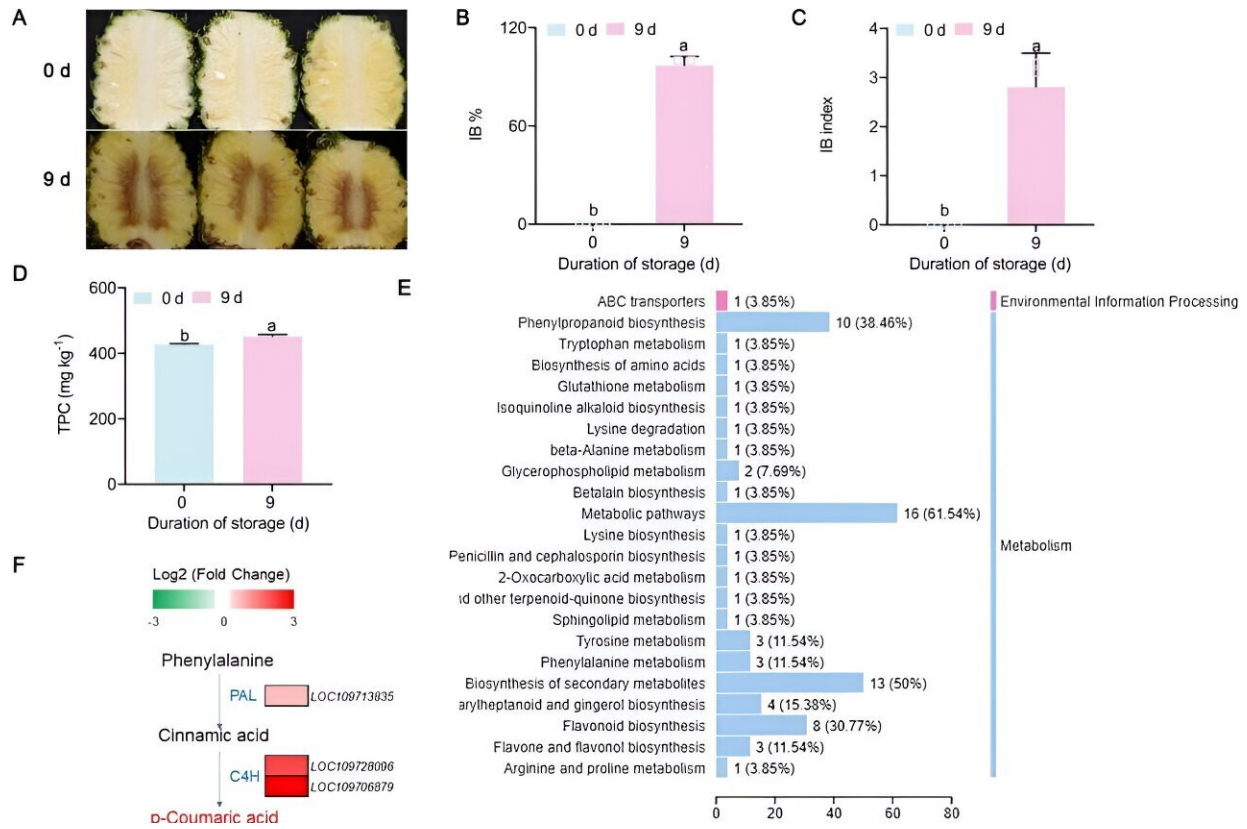 A
0 d
9 d
B
0 d 9 d
120
60
0
IB %
b
a
0 9
Duration of storage (d)
C
0 d 9 d
4
3
2
1
0
IB index
b
a
0 9
Duration of storage (d)
D
0 d 9 d
600
400
200
0
TPC (mg kg⁻¹)
b
a
0 9
Duration of storage (d)
E
ABC transporters 1 (3.85%)
Phenylpropanoid biosynthesis 10 (38.46%)
Tryptophan metabolism 1 (3.85%)
Biosynthesis of amino acids 1 (3.85%)
Glutathione metabolism 1 (3.85%)
Isoquinoline alkaloid biosynthesis 1 (3.85%)
Lysine degradation 1 (3.85%)
beta-Alanine metabolism 1 (3.85%)
Glycerophospholipid metabolism 2 (7.69%)
Betalain biosynthesis 1 (3.85%)
Metabolic pathways 16 (61.54%)
Lysine biosynthesis 1 (3.85%)
Penicillin and cephalosporin biosynthesis 1 (3.85%)
2-Oxocarboxylic acid metabolism 1 (3.85%)
nd other terpenoid-quinone biosynthesis 1 (3.85%)
Sphingolipid metabolism 1 (3.85%)
Tyrosine metabolism 3 (11.54%)
Phenylalanine metabolism 3 (11.54%)
Biosynthesis of secondary metabolites 13 (50%)
arylheptanoid and gingerol biosynthesis 4 (15.38%)
Flavonoid biosynthesis 8 (30.77%)
Flavone and flavonol biosynthesis 3 (11.54%)
Arginine and proline metabolism 1 (3.85%)
0 20 40 60 80
Environmental Information Processing
Metabolism
F
Log2 (Fold Change)
-3 0 3
Phenylalanine
PAL LOC109713835
Cinnamic acid
C4H
LOC109728096
LOC109706879
p-Coumaric acid